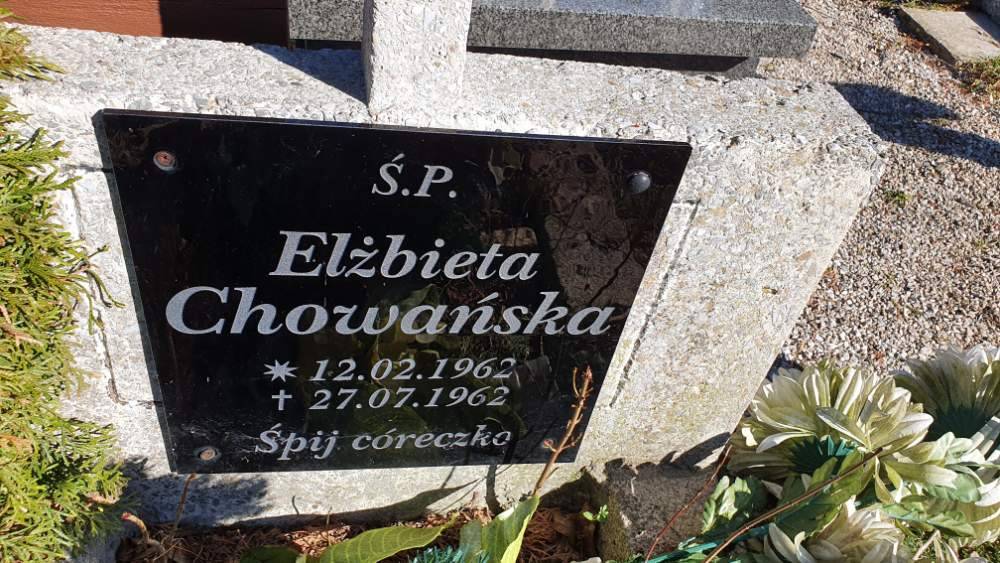 Ś.P.
Elżbieta
Chowańska
✷ 12.02.1962
✝ 27.07.1962
Śpij córeczko